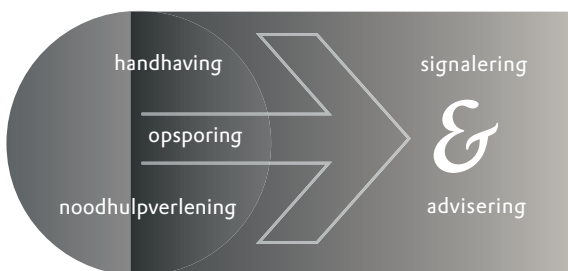 handhaving
opsporing
noodhulpverlening
signalering
&
advisering